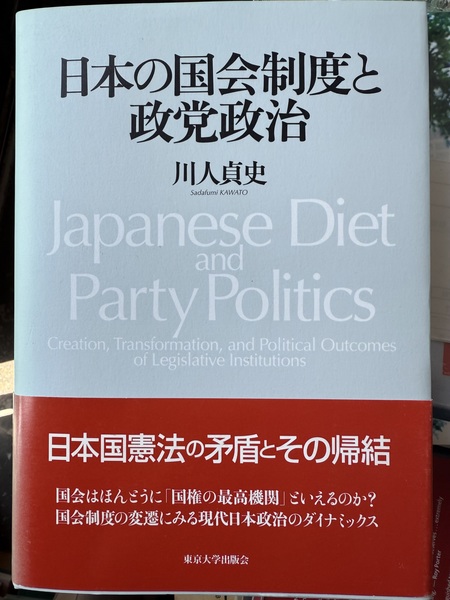 日本の国会制度と
政党政治
川人貞史
Sadafumi KAWATO
Japanese Diet
and
Party Politics
Creation, Transformation, and Political Outcomes
of Legislative Institutions
日本国憲法の矛盾とその帰結
国会はほんとうに「国権の最高機関」といえるのか?
国会制度の変遷にみる現代日本政治のダイナミックス
東京大学出版会
Roy Porter